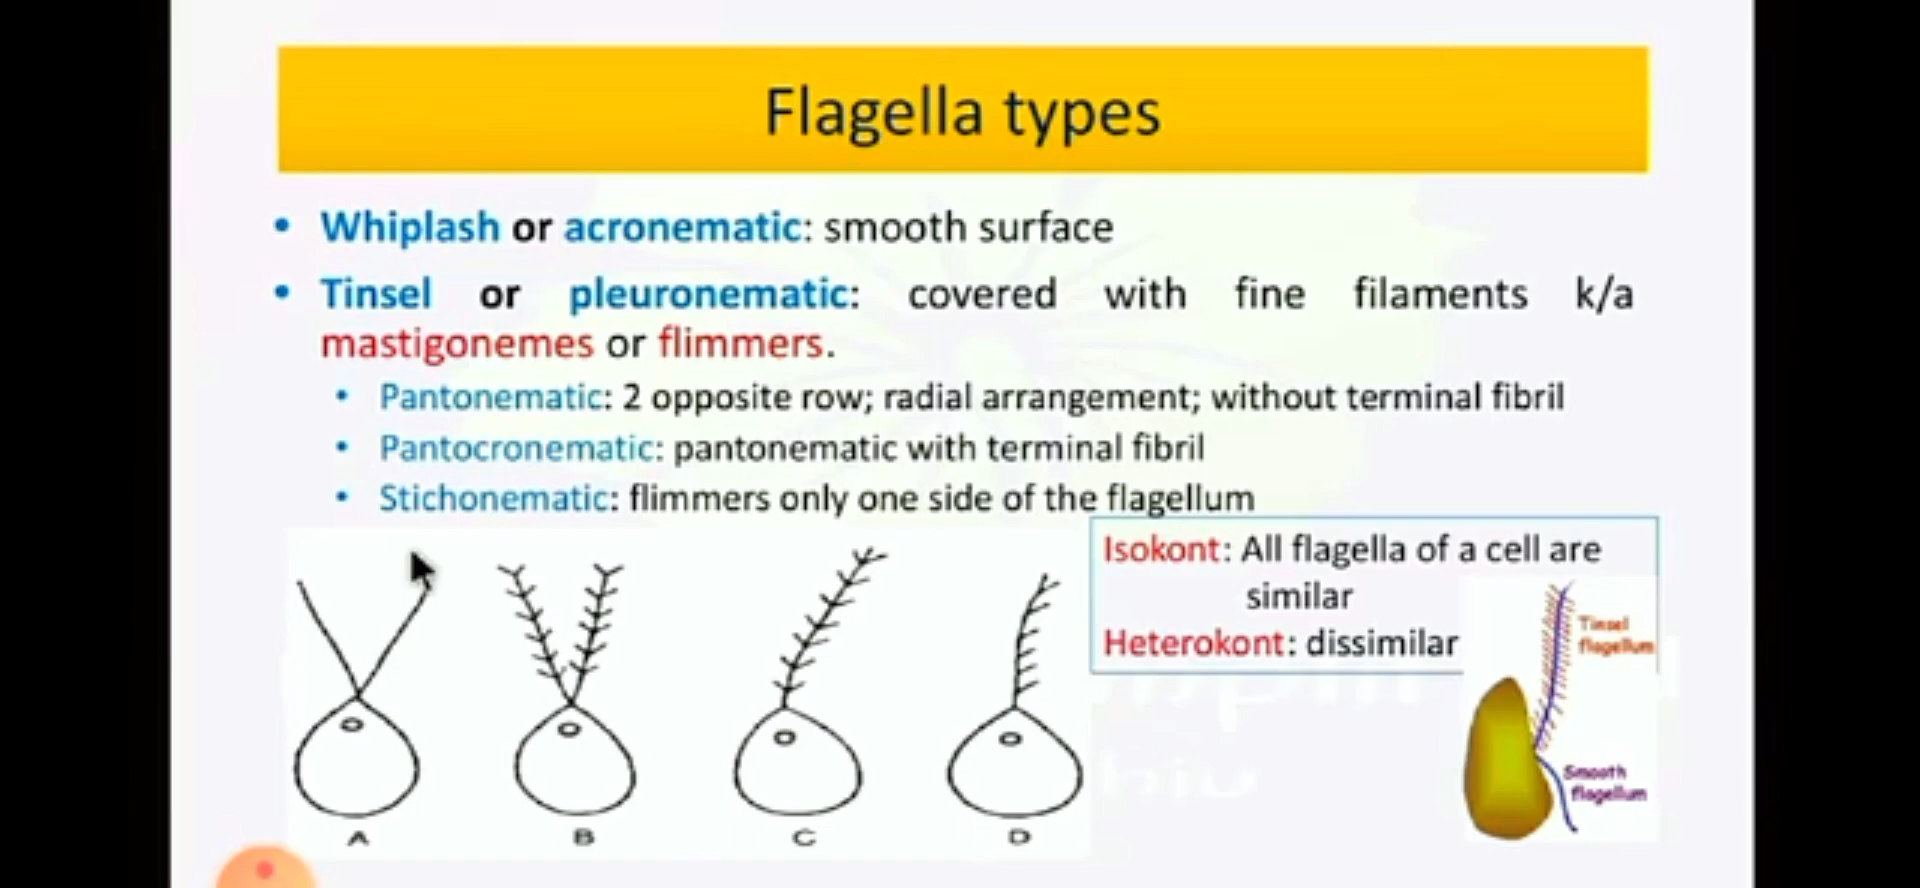 Flagella types
• Whiplash or acronematic: smooth surface
• Tinsel or pleuronematic: covered with fine filaments k/a
mastigonemes or flimmers.
• Pantonematic: 2 opposite row; radial arrangement; without terminal fibril
• Pantocronematic: pantonematic with terminal fibril
• Stichonematic: flimmers only one side of the flagellum
Isokont: All flagella of a cell are
similar
Heterokont: dissimilar
Tinsel
flagellum
Smooth
flagellum
A B C D